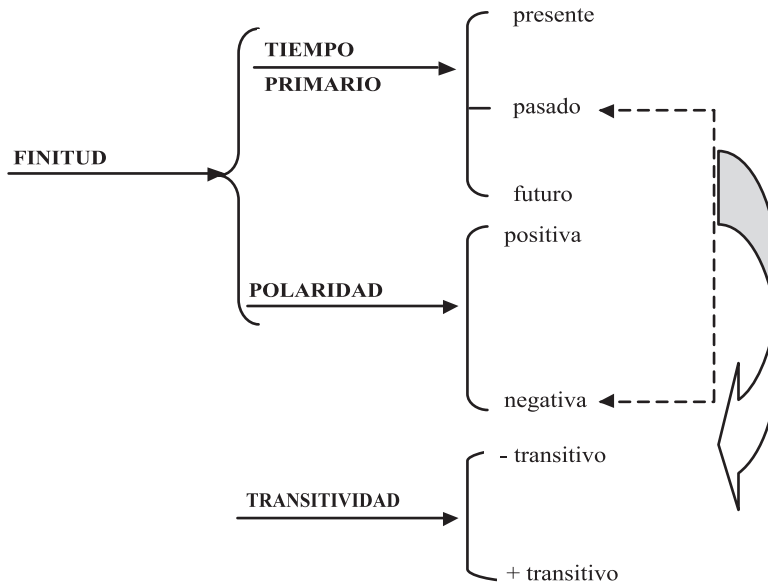 presente
TIEMPO
PRIMARIO
pasado
FINITUD
futuro
positiva
POLARIDAD
negativa
- transitivo
TRANSITIVIDAD
+ transitivo